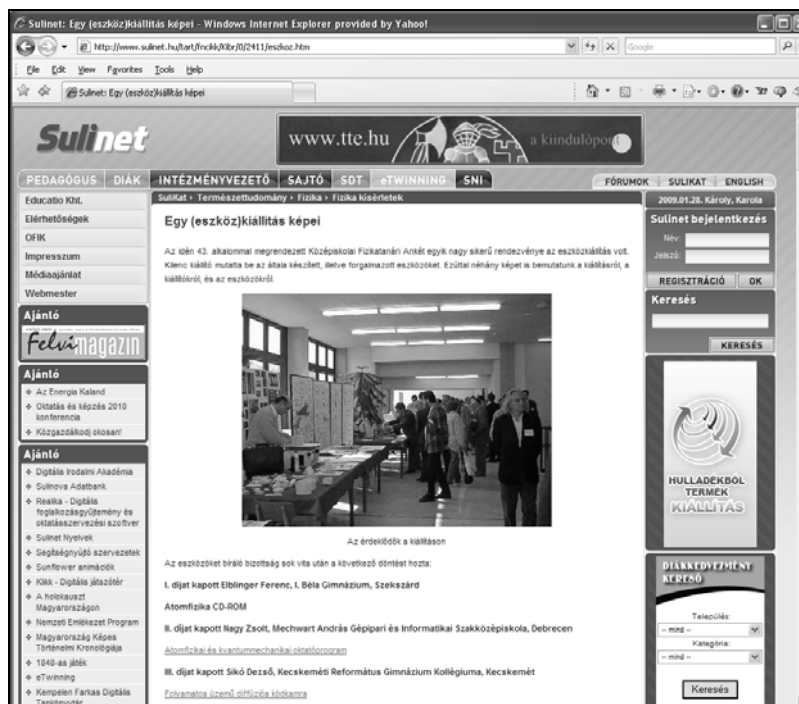 Sulinet: Egy (eszköz)kiállítás képei - Windows Internet Explorer provided by Yahoo!
http://www.sulinet.hu/tart/fncikk/Kibr/0/2411/eszkoz.htm
Google
File Edit View Favorites Tools Help
Sulinet: Egy (eszköz)kiállítás képei
Sulinet
www.tte.hu
a kiindulópont
PEDAGÓGUS DIÁK INTÉZMÉNYVEZETŐ SAJTÓ SDT eTWINNING SNI
FÓRUMOK SULIKAT ENGLISH
Educatio Kht.
Elérhetőségek
OFIK
Impresszum
Médiaajánlat
Webmester
Ajánló
Felvi magazin
Ajánló
Az Energia Kaland
Oktatás és képzés 2010
konferencia
Közgazdálkodj okosan!
Ajánló
Digitális Irodalmi Akadémia
Sulinova Adatbank
Realika - Digitális
foglalkozásgyűjtemény és
oktatásszervezési szoftver
Sulinet Nyelvek
Segítségnyújtó szervezetek
Sunflower animációk
Klikk - Digitális játszótér
A holokauszt
Magyarországon
Nemzeti Emlékezet Program
Magyarország Képes
Történelmi Kronológiája
1848-as játék
eTwinning
Kempelen Farkas Digitális
Tankönyvtár
SuliKat > Természettudomány > Fizika > Fizika kísérletek
Egy (eszköz)kiállítás képei
Az idén 43. alkalommal megrendezett Középiskolai Fizikatanári Ankét egyik nagy sikerű rendezvénye az eszközkiállítás volt.
Kilenc kiállító mutatta be az általa készített, illetve forgalmazott eszközöket. Ezúttal néhány képet is bemutatunk a kiállításról, a
kiállítókról, és az eszközökről.
Az érdeklődők a kiállításon
Az eszközöket bíráló bizottság sok vita után a következő döntést hozta:
I. díjat kapott Elblinger Ferenc, I. Béla Gimnázium, Szekszárd
Atomfizika CD-ROM
II. díjat kapott Nagy Zsolt, Mechwart András Gépipari és Informatikai Szakközépiskola, Debrecen
Atomfizikai és kvantummechanikai oktatóprogram
III. díjat kapott Sikó Dezső, Kecskeméti Református Gimnázium Kollégiuma, Kecskemét
Folyamatos üzemű diffúziós ködkamra
2009.01.28. Károly, Karola
Sulinet bejelentkezés
Név:
Jelszó:
REGISZTRÁCIÓ OK
Keresés
KERESÉS
HULLADÉKBÓL
TERMÉK
KIÁLLÍTÁS
DIÁKKEDVEZMÉNY
KERESŐ
Település:
-- mind --
Kategória:
-- mind --
Keresés